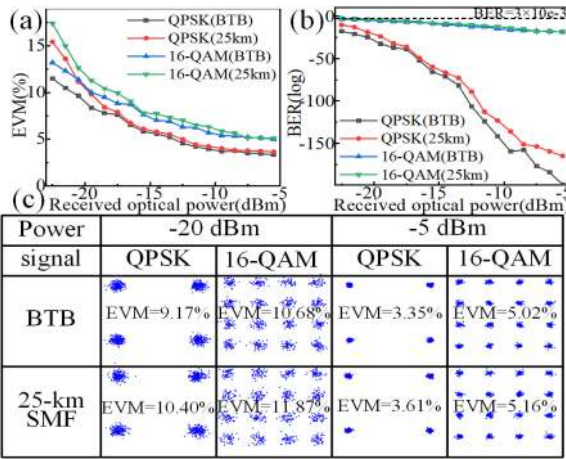 (a)
QPSK(BTB)
QPSK(25km)
16-QAM(BTB)
16-QAM(25km)
EVM(%)
15
10
5
0
-20 -15 -10 -5
Received optical power(dBm)
(b)
BER=3×10e-3
0
-50
-100
-150
BER(log)
QPSK(BTB)
QPSK(25km)
16-QAM(BTB)
16-QAM(25km)
-20 -15 -10 -5
Received optical power(dBm)
(c)
Power -20 dBm -5 dBm
signal QPSK 16-QAM QPSK 16-QAM
BTB EVM=9.17% EVM=10.68% EVM=3.35% EVM=5.02%
25-km
SMF EVM=10.40% EVM=11.87% EVM=3.61% EVM=5.16%